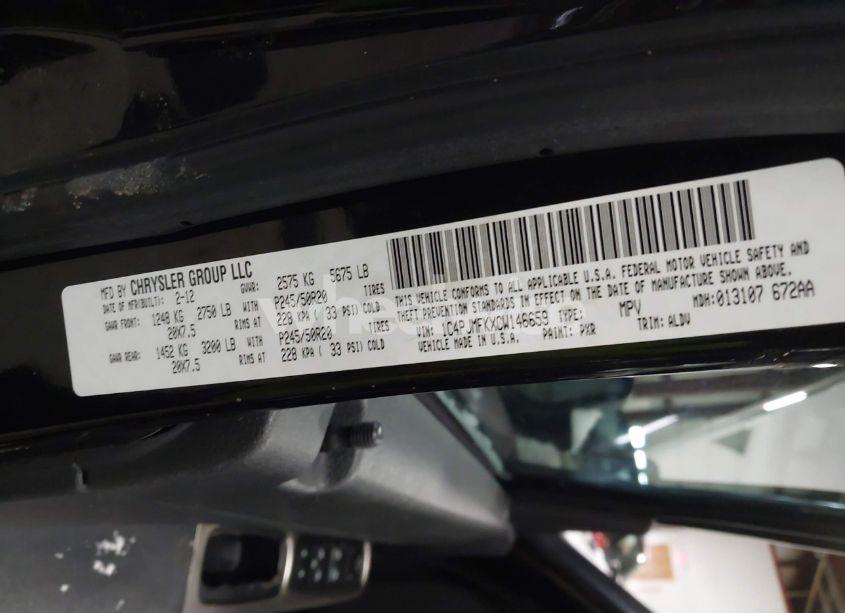 MFD BY CHRYSLER GROUP LLC
DATE OF MFR(BUILT): 2-12 GVWR: 2575 KG 5675 LB
GAWR FRONT: 1248 KG 2750 LB WITH P245/50R20 TIRES
20X7.5 RIMS AT 228 KPA ( 33 PSI) COLD
GAWR REAR: 1452 KG 3200 LB WITH P245/50R20 TIRES
20X7.5 RIMS AT 228 KPA ( 33 PSI) COLD
THIS VEHICLE CONFORMS TO ALL APPLICABLE U.S.A. FEDERAL MOTOR VEHICLE SAFETY AND
THEFT PREVENTION STANDARDS IN EFFECT ON THE DATE OF MANUFACTURE SHOWN ABOVE.
VIN: 1C4PJMFKXCW146659 TYPE: MPV MDH: 013107 672AA
VEHICLE MADE IN U.S.A. PAINT: PXR TRIM: ALDV